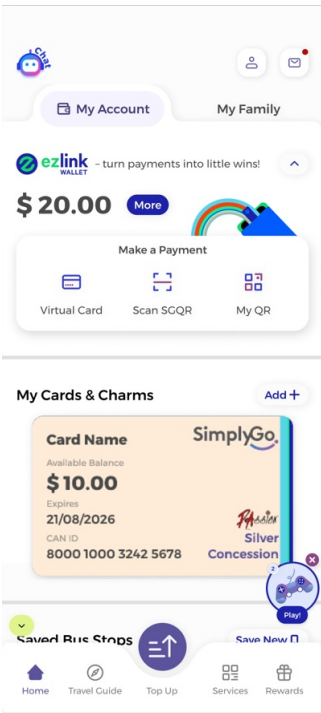 Chat
My Account
My Family
ezlink - turn payments into little wins!
WALLET
$ 20.00 More
Make a Payment
Virtual Card Scan SGQR My QR
My Cards & Charms Add +
Card Name SimplyGo.
Available Balance
$ 10.00
Expires
21/08/2026 PAssion
CAN ID Silver
8000 1000 3242 5678 Concession
2
Play!
Saved Bus Stops Save New
Home Travel Guide Top Up Services Rewards